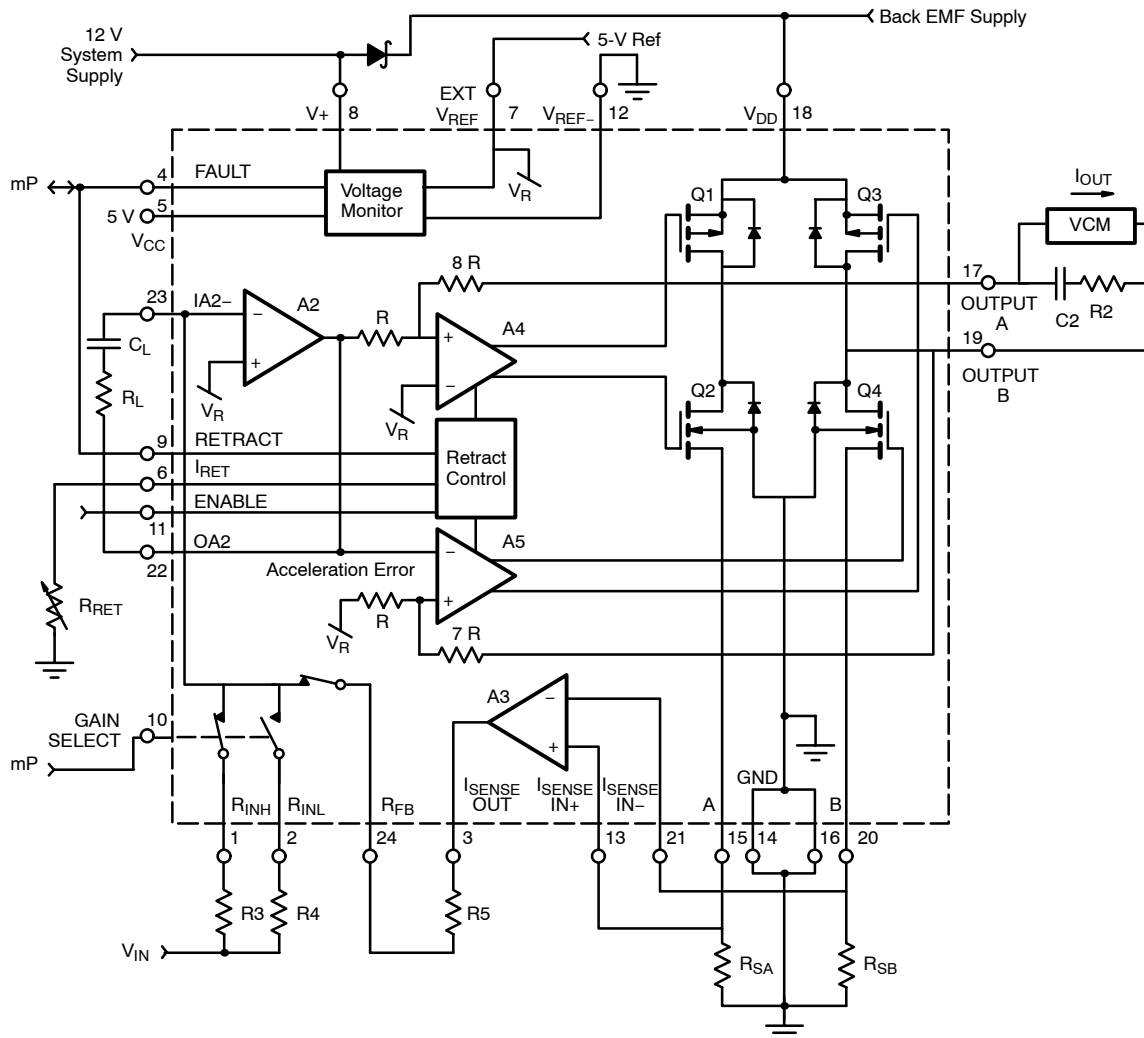 Back EMF Supply
12 V
System
Supply
5-V Ref
EXT
V+
8
VREF
7
VREF–
12
VDD
18
mP
4
FAULT
5 V
5
VCC
Voltage
Monitor
VR
Q1
Q3
IOUT
VCM
8 R
17
OUTPUT
A
C2
R2
23
IA2–
A2
–
+
R
A4
+
–
19
OUTPUT
B
CL
RL
VR
VR
Q2
Q4
9
RETRACT
6
IRET
Retract
Control
ENABLE
11
OA2
22
A5
–
+
Acceleration Error
RRET
VR
R
7 R
A3
–
+
GAIN
SELECT
10
mP
RINH
RINL
RFB
ISENSE
OUT
ISENSE
IN+
ISENSE
IN–
A
GND
B
1
2
24
3
13
21
15
14
16
20
R3
R4
R5
VIN
RSA
RSB